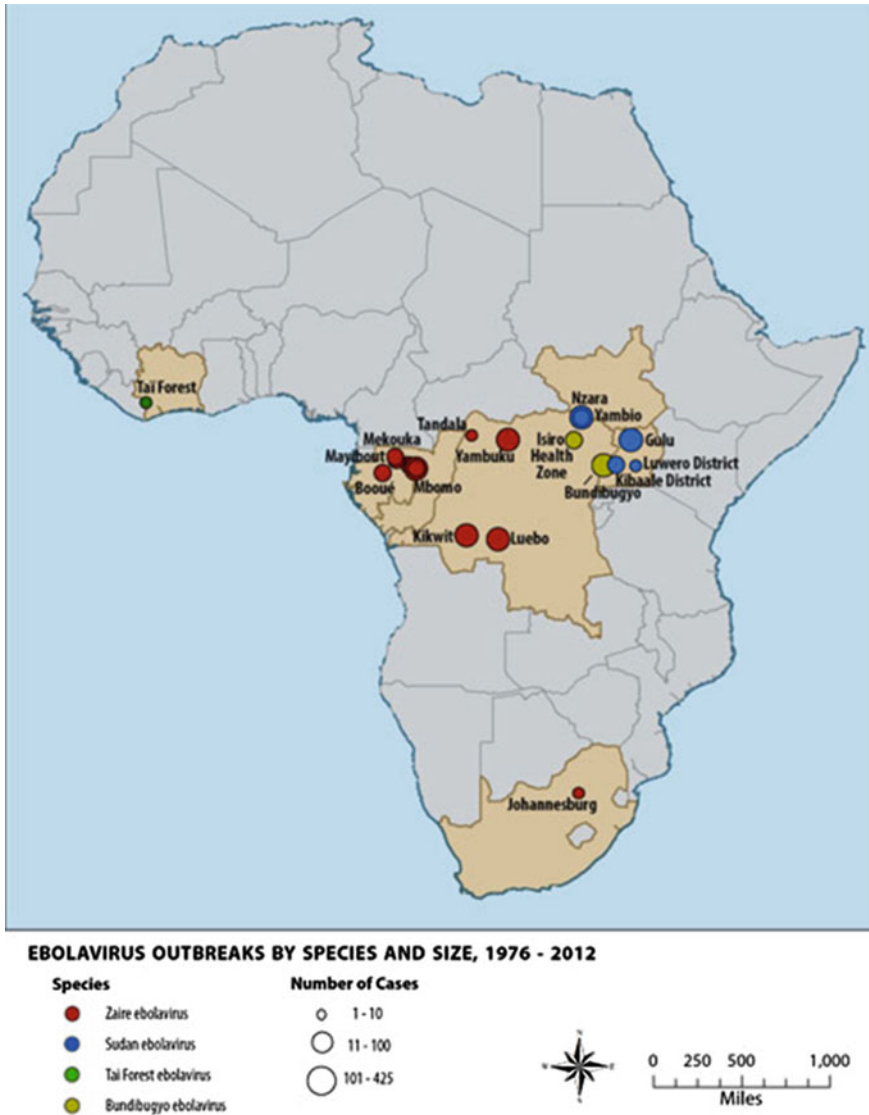 Taï Forest
Nzara
Yambio
Tandala
Mekouka
Isiro
Health
Zone
Gulu
Mayibout
Yambuku
Luwero District
Booué
Mbomo
Kibaale District
Bundibugyo
Kikwit
Luebo
Johannesburg
EBOLAVIRUS OUTBREAKS BY SPECIES AND SIZE, 1976 - 2012
Species
Zaire ebolavirus
Sudan ebolavirus
Tai Forest ebolavirus
Bundibugyo ebolavirus
Number of Cases
1 - 10
11 - 100
101 - 425
N
W
E
S
0 250 500 1,000
Miles